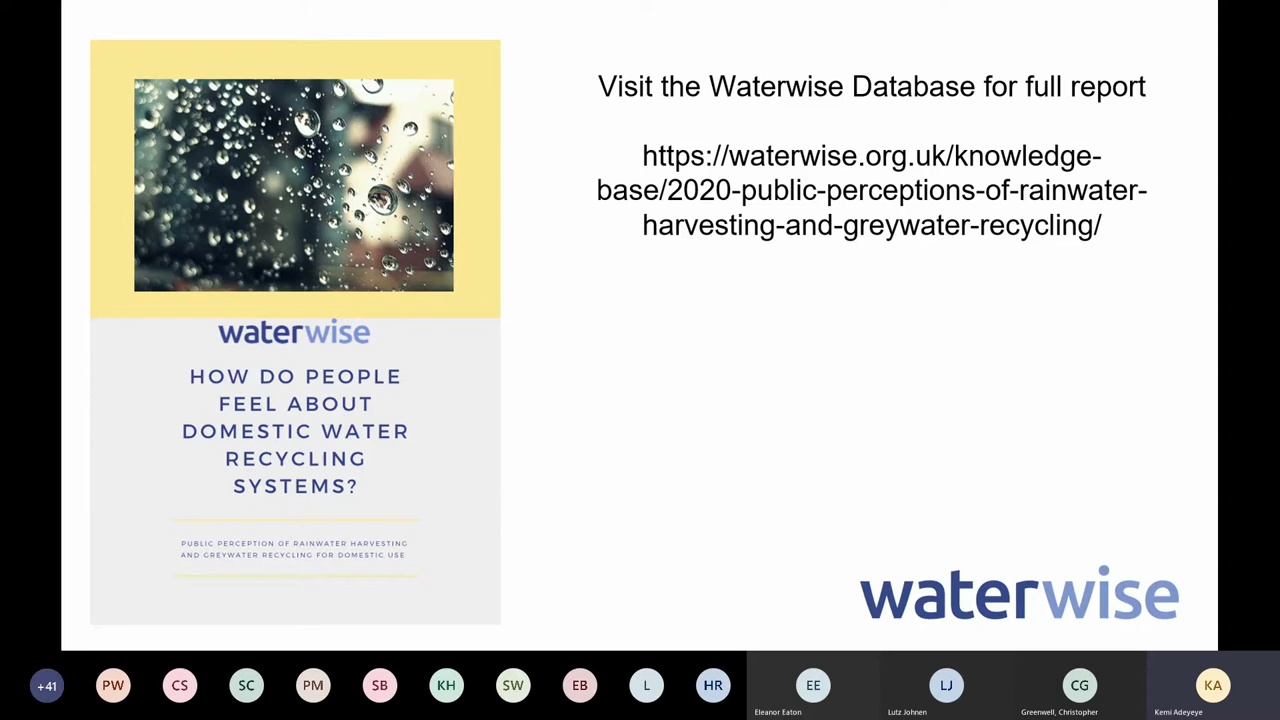 Visit the Waterwise Database for full report
https://waterwise.org.uk/knowledge-
base/2020-public-perceptions-of-rainwater-
harvesting-and-greywater-recycling/
waterwise
HOW DO PEOPLE
FEEL ABOUT
DOMESTIC WATER
RECYCLING
SYSTEMS?
PUBLIC PERCEPTION OF RAINWATER HARVESTING
AND GREYWATER RECYCLING FOR DOMESTIC USE
waterwise
+41
PW
CS
SC
PM
SB
KH
SW
EB
L
HR
EE
Eleanor Eaton
LJ
Lutz Johnen
CG
Greenwell, Christopher
KA
Kemi Adeyeye